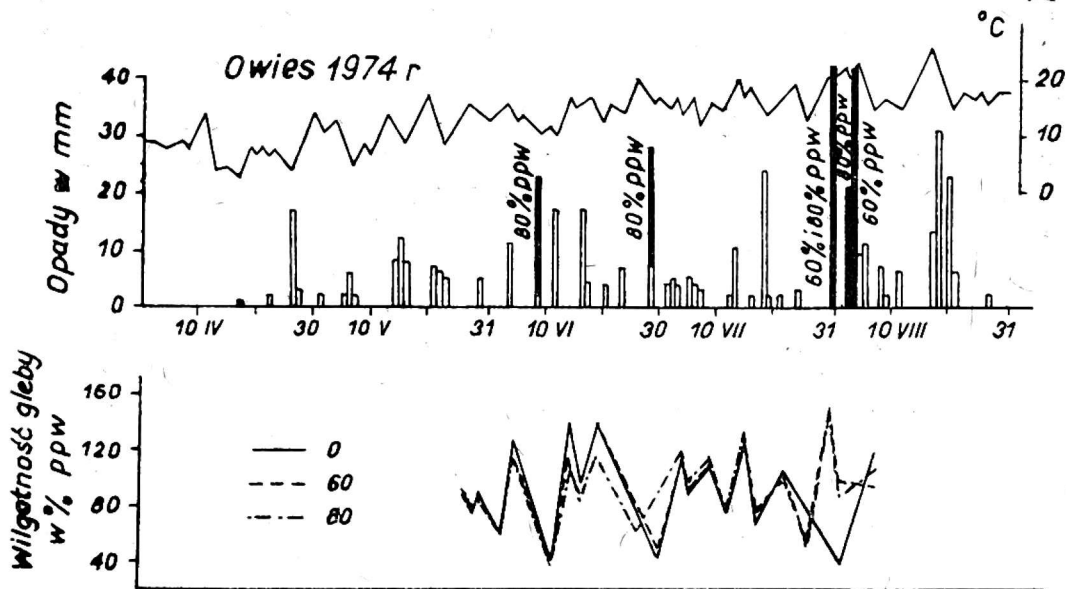 °C
Owies 1974 r
Opady w mm
40
30
20
10
0
20
10
0
80% ppw
80% ppw
60% i 80% ppw
80% ppw
60% ppw
10 IV
30
10 V
31
10 VI
30
10 VII
31
10 VIII
31
Wilgotność gleby
w % ppw
160
120
80
40
0
60
80